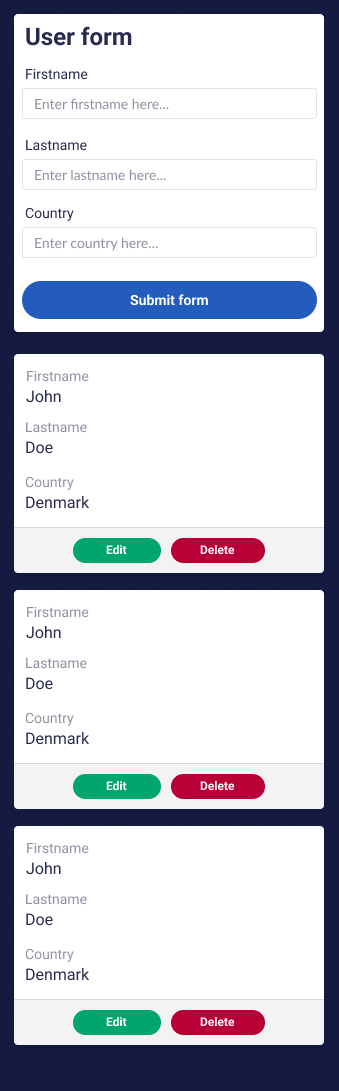 User form
Firstname
Enter firstname here...
Lastname
Enter lastname here...
Country
Enter country here...
Submit form
Firstname
John
Lastname
Doe
Country
Denmark
Edit Delete
Firstname
John
Lastname
Doe
Country
Denmark
Edit Delete
Firstname
John
Lastname
Doe
Country
Denmark
Edit Delete